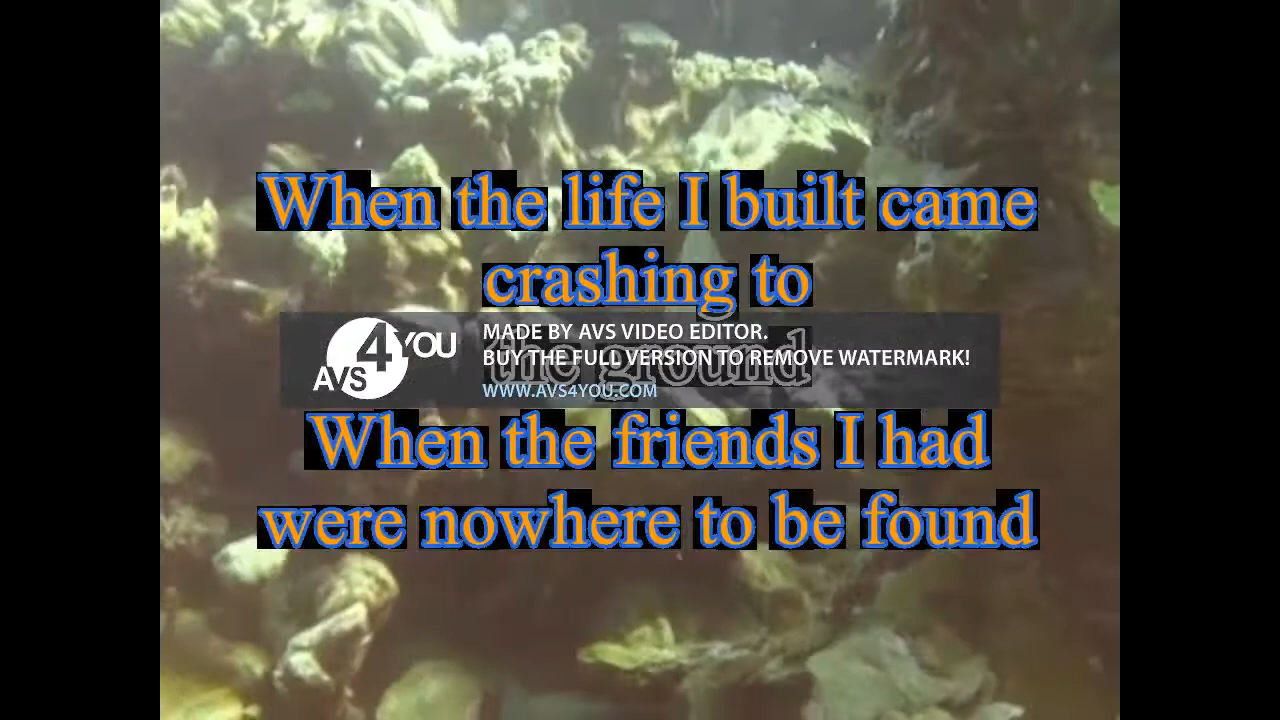 When the life I built came
crashing to
the ground
AVS4YOU
MADE BY AVS VIDEO EDITOR.
BUY THE FULL VERSION TO REMOVE WATERMARK!
WWW.AVS4YOU.COM
When the friends I had
were nowhere to be found